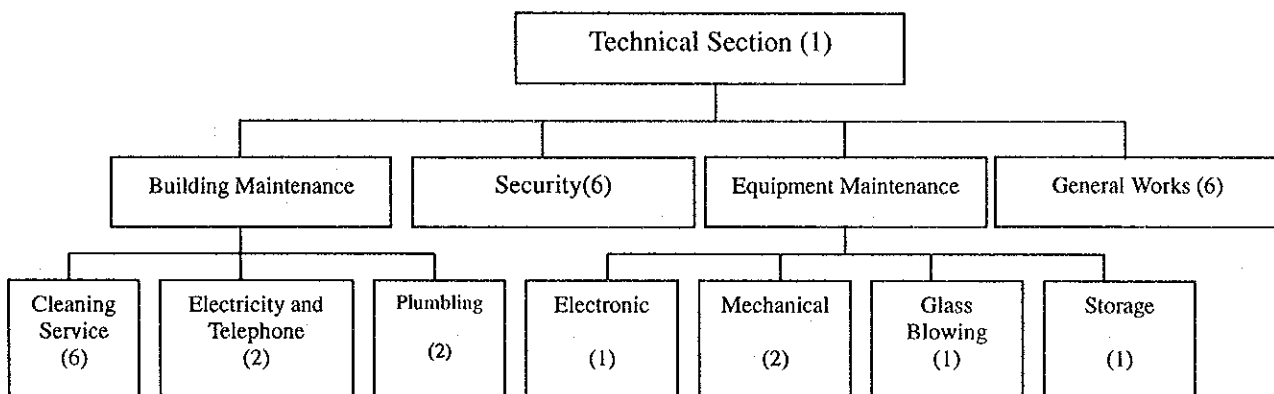 Technical Section (1)
Building Maintenance
Security(6)
Equipment Maintenance
General Works (6)
Cleaning
Service
(6)
Electricity and
Telephone
(2)
Plumbling
(2)
Electronic
(1)
Mechanical
(2)
Glass
Blowing
(1)
Storage
(1)